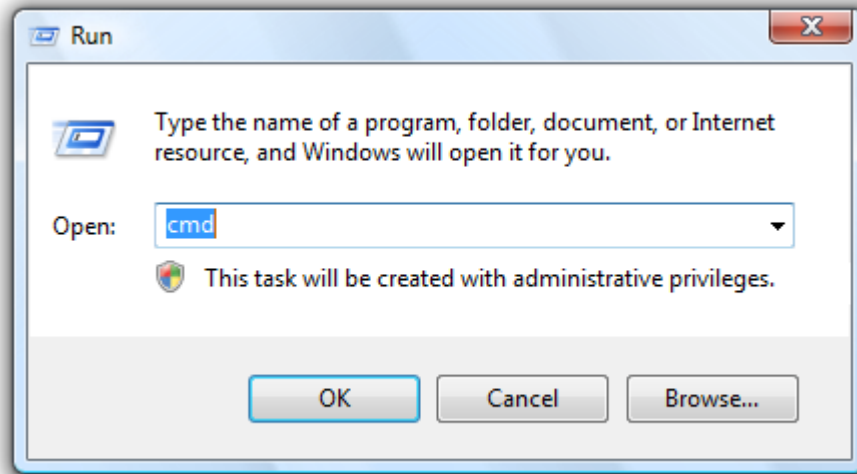 Run
Type the name of a program, folder, document, or Internet
resource, and Windows will open it for you.
Open: cmd
This task will be created with administrative privileges.
OK Cancel Browse...